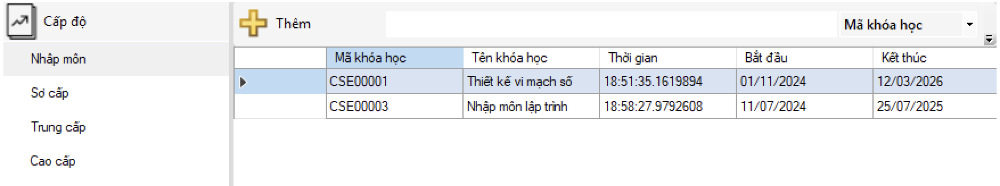 Cấp độ
Nhập môn
Sơ cấp
Trung cấp
Cao cấp
Thêm Mã khóa học
Mã khóa học Tên khóa học Thời gian Bắt đầu Kết thúc
CSE00001 Thiết kế vi mạch số 18:51:35.1619894 01/11/2024 12/03/2026
CSE00003 Nhập môn lập trình 18:58:27.9792608 11/07/2024 25/07/2025